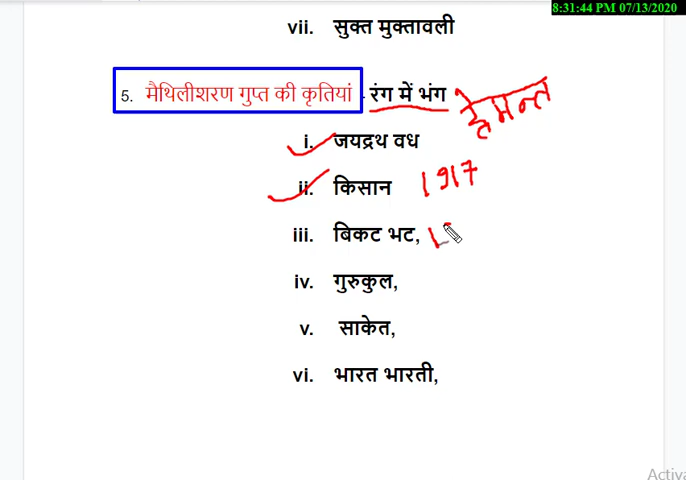 8:31:44 PM 07/13/2020
vii. सुक्त मुक्तावली
5. मैथिलीशरण गुप्त की कृतियां - रंग में भंग हेमन्त
i. जयद्रथ वध
ii. किसान 1917
iii. बिकट भट,
iv. गुरुकुल,
v. साकेत,
vi. भारत भारती,
Activa